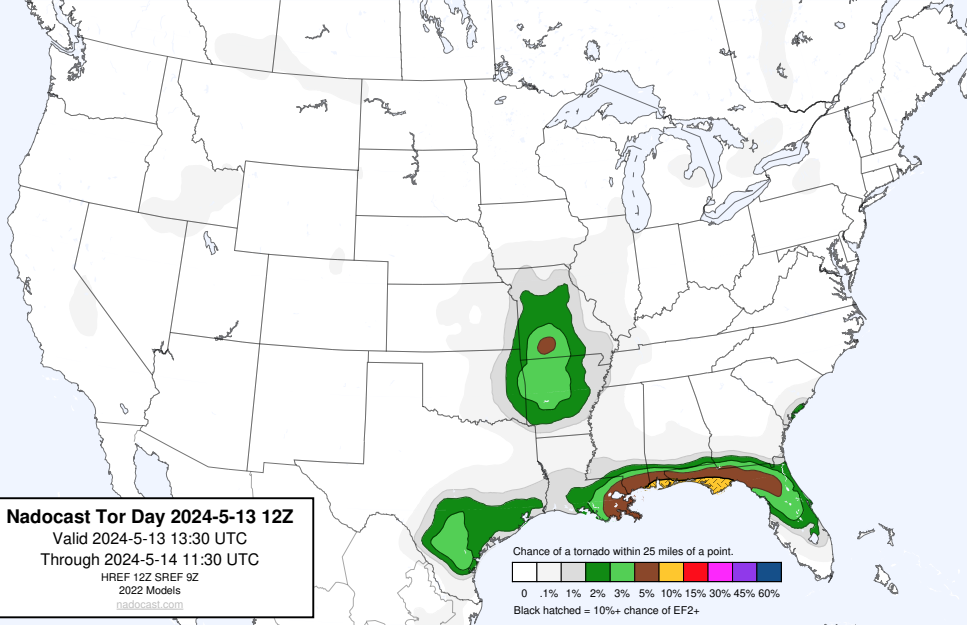 Nadocast Tor Day 2024-5-13 12Z
Valid 2024-5-13 13:30 UTC
Through 2024-5-14 11:30 UTC
HREF 12Z SREF 9Z
2022 Models
nadocast.com
Chance of a tornado within 25 miles of a point.
0 .1% 1% 2% 3% 5% 10% 15% 30% 45% 60%
Black hatched = 10%+ chance of EF2+